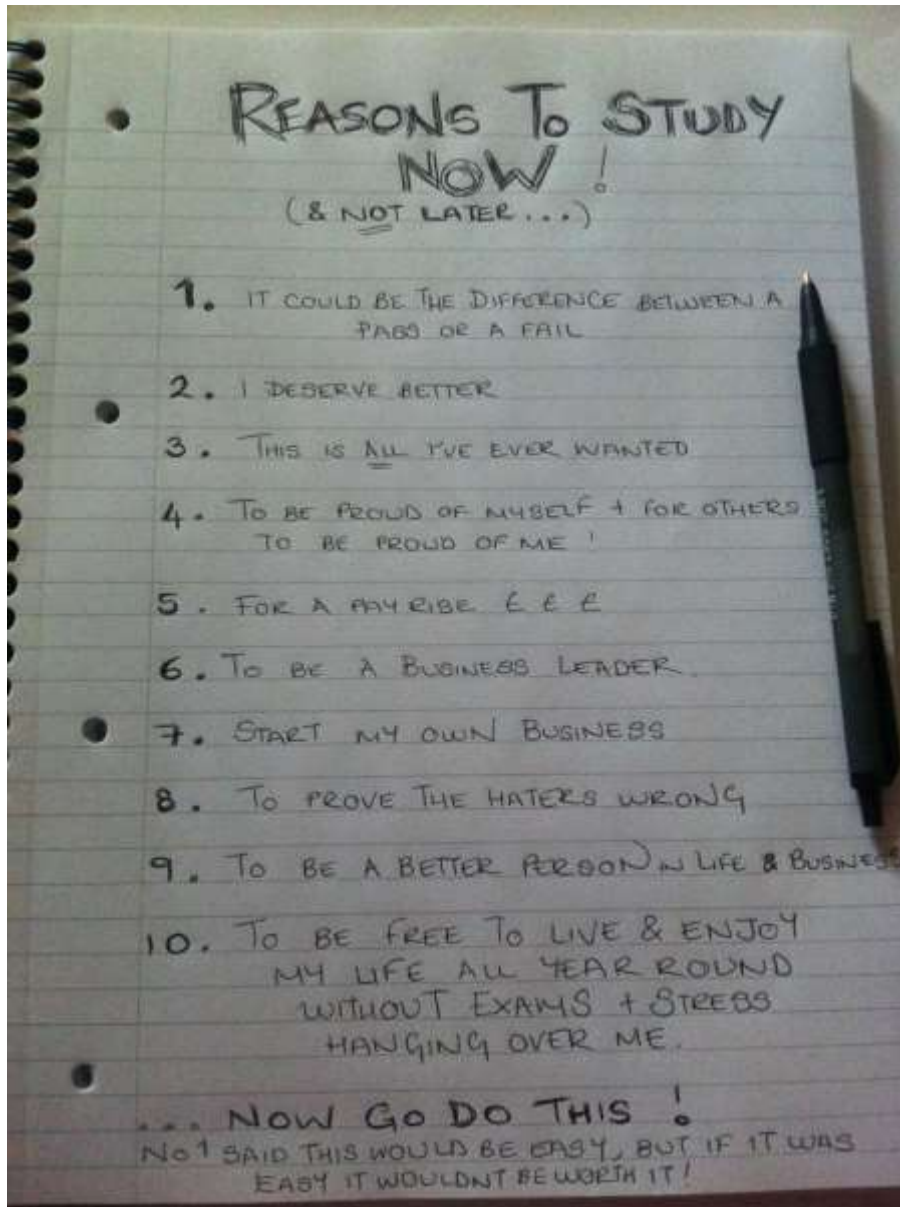 REASONS TO STUDY
NOW !
(& NOT LATER...)
1. IT COULD BE THE DIFFERENCE BETWEEN A
PASS OR A FAIL
2. I DESERVE BETTER
3. THIS IS ALL I'VE EVER WANTED
4. TO BE PROUD OF MYSELF + FOR OTHERS
TO BE PROUD OF ME !
5. FOR A PAY RISE £ £ £
6. TO BE A BUSINESS LEADER.
7. START MY OWN BUSINESS
8. TO PROVE THE HATERS WRONG
9. TO BE A BETTER PERSON IN LIFE & BUSINESS
10. TO BE FREE TO LIVE & ENJOY
MY LIFE ALL YEAR ROUND
WITHOUT EXAMS + STRESS
HANGING OVER ME.
... NOW GO DO THIS !
NO1 SAID THIS WOULD BE EASY, BUT IF IT WAS
EASY IT WOULDNT BE WORTH IT!